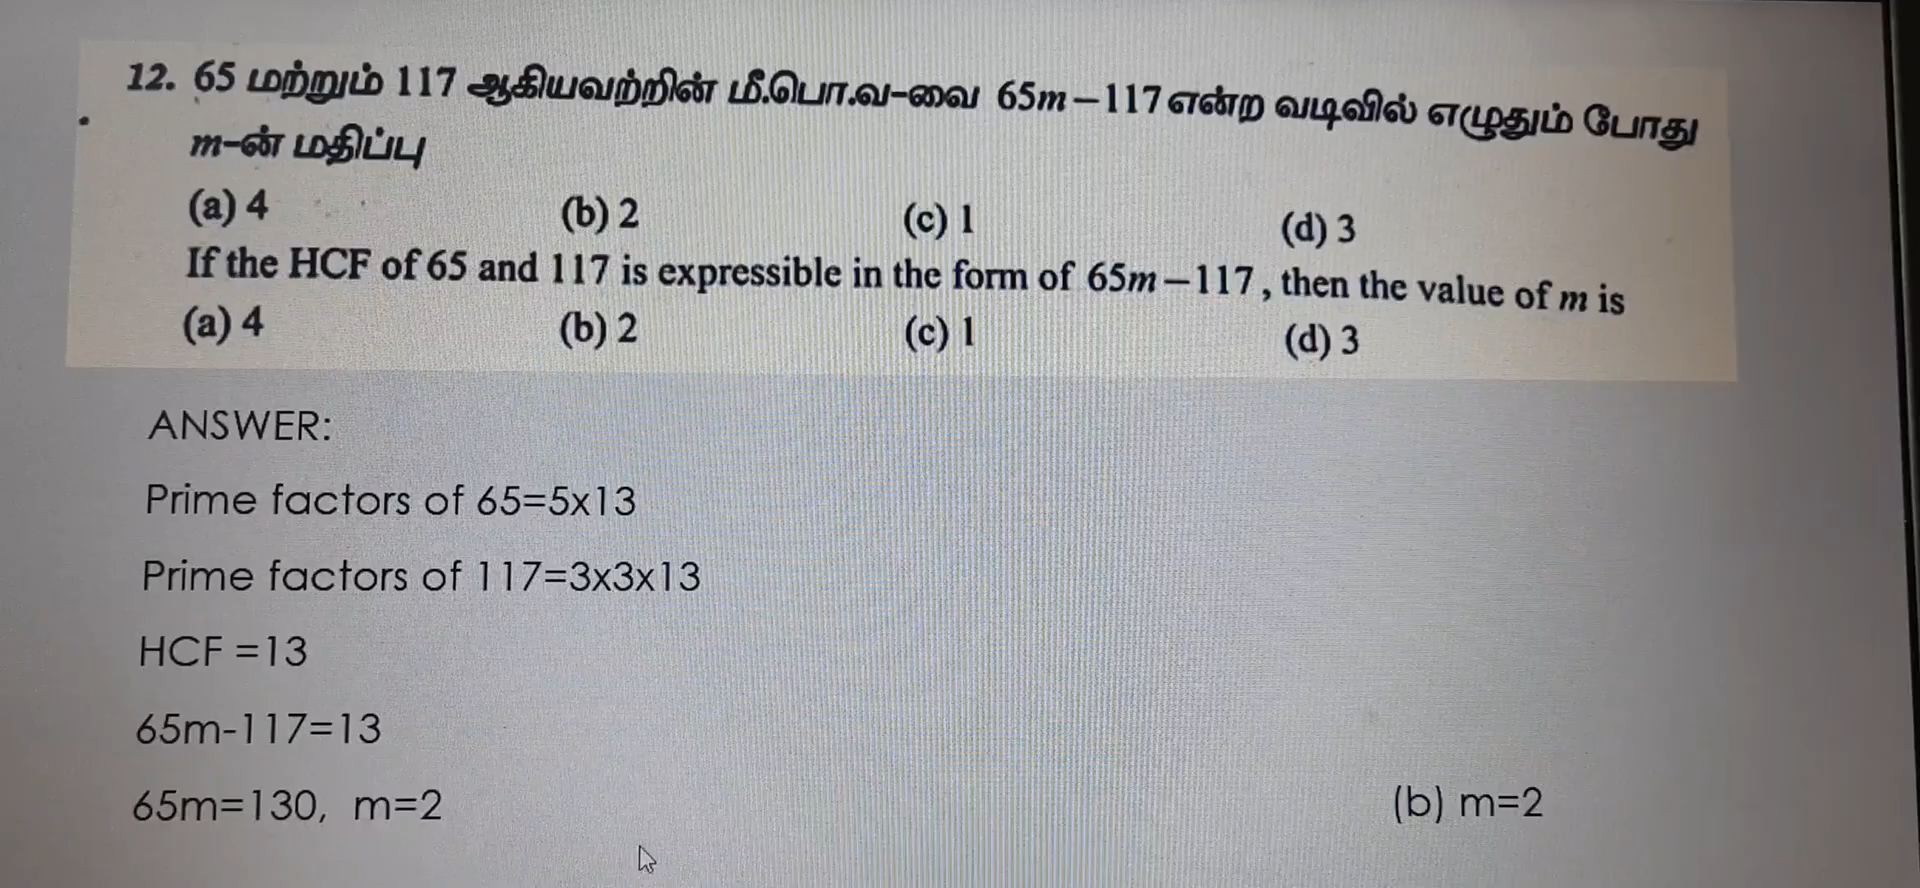 12. 65 மற்றும் 117 ஆகியவற்றின் மீ.பொ.வ-வை 65m – 117 என்ற வடிவில் எழுதும் போது
m-ன் மதிப்பு
(a) 4 (b) 2 (c) 1 (d) 3
If the HCF of 65 and 117 is expressible in the form of 65m – 117, then the value of m is
(a) 4 (b) 2 (c) 1 (d) 3
ANSWER:
Prime factors of 65=5x13
Prime factors of 117=3x3x13
HCF =13
65m-117=13
65m=130, m=2 (b) m=2